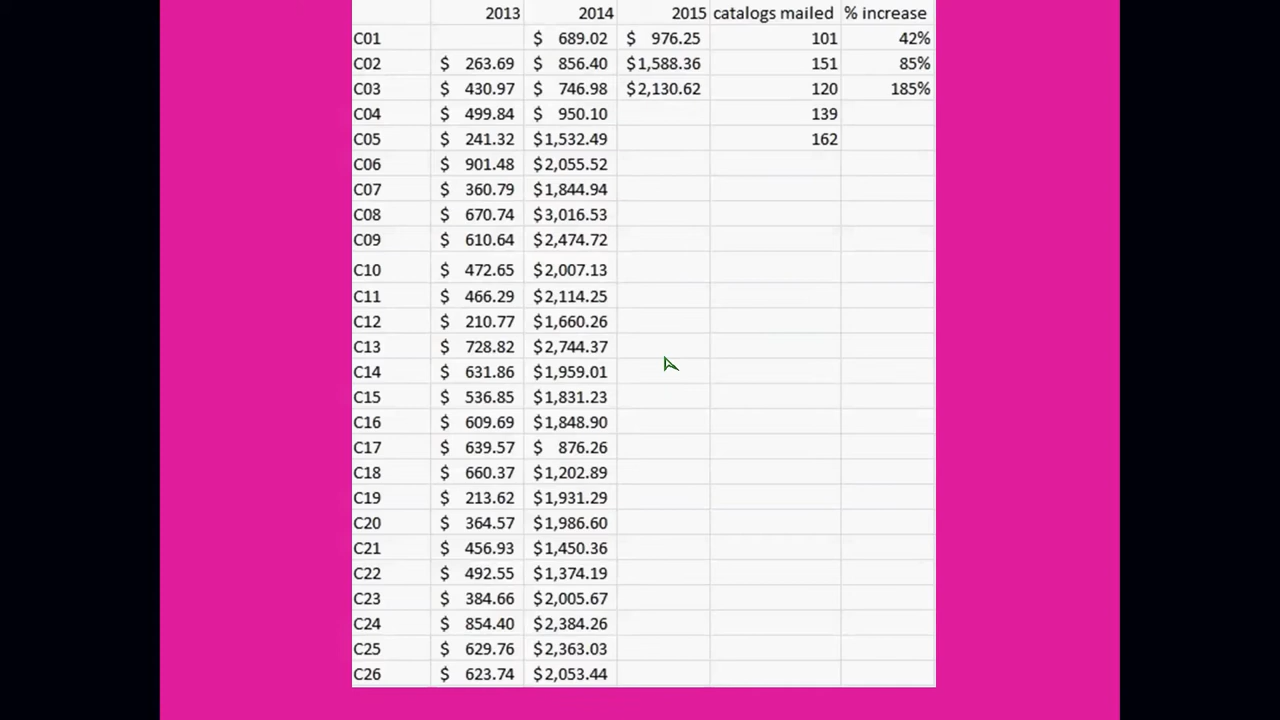 2013 2014 2015 catalogs mailed % increase
C01 $ 689.02 $ 976.25 101 42%
C02 $ 263.69 $ 856.40 $1,588.36 151 85%
C03 $ 430.97 $ 746.98 $2,130.62 120 185%
C04 $ 499.84 $ 950.10 139
C05 $ 241.32 $1,532.49 162
C06 $ 901.48 $2,055.52
C07 $ 360.79 $1,844.94
C08 $ 670.74 $3,016.53
C09 $ 610.64 $2,474.72
C10 $ 472.65 $2,007.13
C11 $ 466.29 $2,114.25
C12 $ 210.77 $1,660.26
C13 $ 728.82 $2,744.37
C14 $ 631.86 $1,959.01
C15 $ 536.85 $1,831.23
C16 $ 609.69 $1,848.90
C17 $ 639.57 $ 876.26
C18 $ 660.37 $1,202.89
C19 $ 213.62 $1,931.29
C20 $ 364.57 $1,986.60
C21 $ 456.93 $1,450.36
C22 $ 492.55 $1,374.19
C23 $ 384.66 $2,005.67
C24 $ 854.40 $2,384.26
C25 $ 629.76 $2,363.03
C26 $ 623.74 $2,053.44